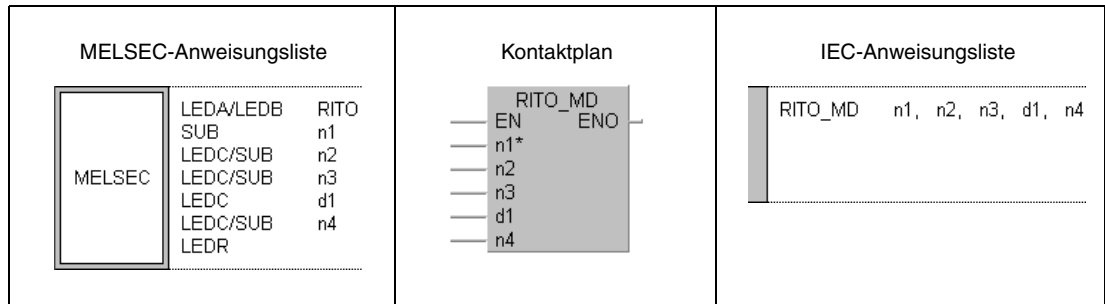 MELSEC-Anweisungsliste
MELSEC
LEDA/LEDB RITO
SUB n1
LEDC/SUB n2
LEDC/SUB n3
LEDC d1
LEDC/SUB n4
LEDR
Kontaktplan
RITO_MD
EN ENO
n1*
n2
n3
d1
n4
IEC-Anweisungsliste
RITO_MD n1, n2, n3, d1, n4